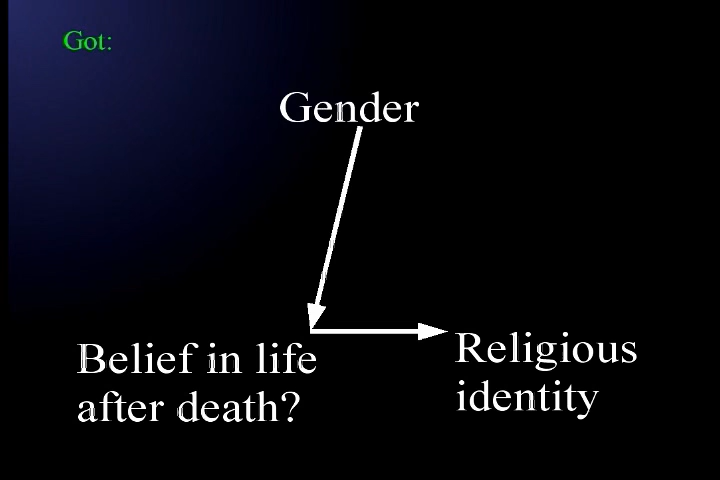 Got:
Gender
Belief in life
after death?
Religious
identity